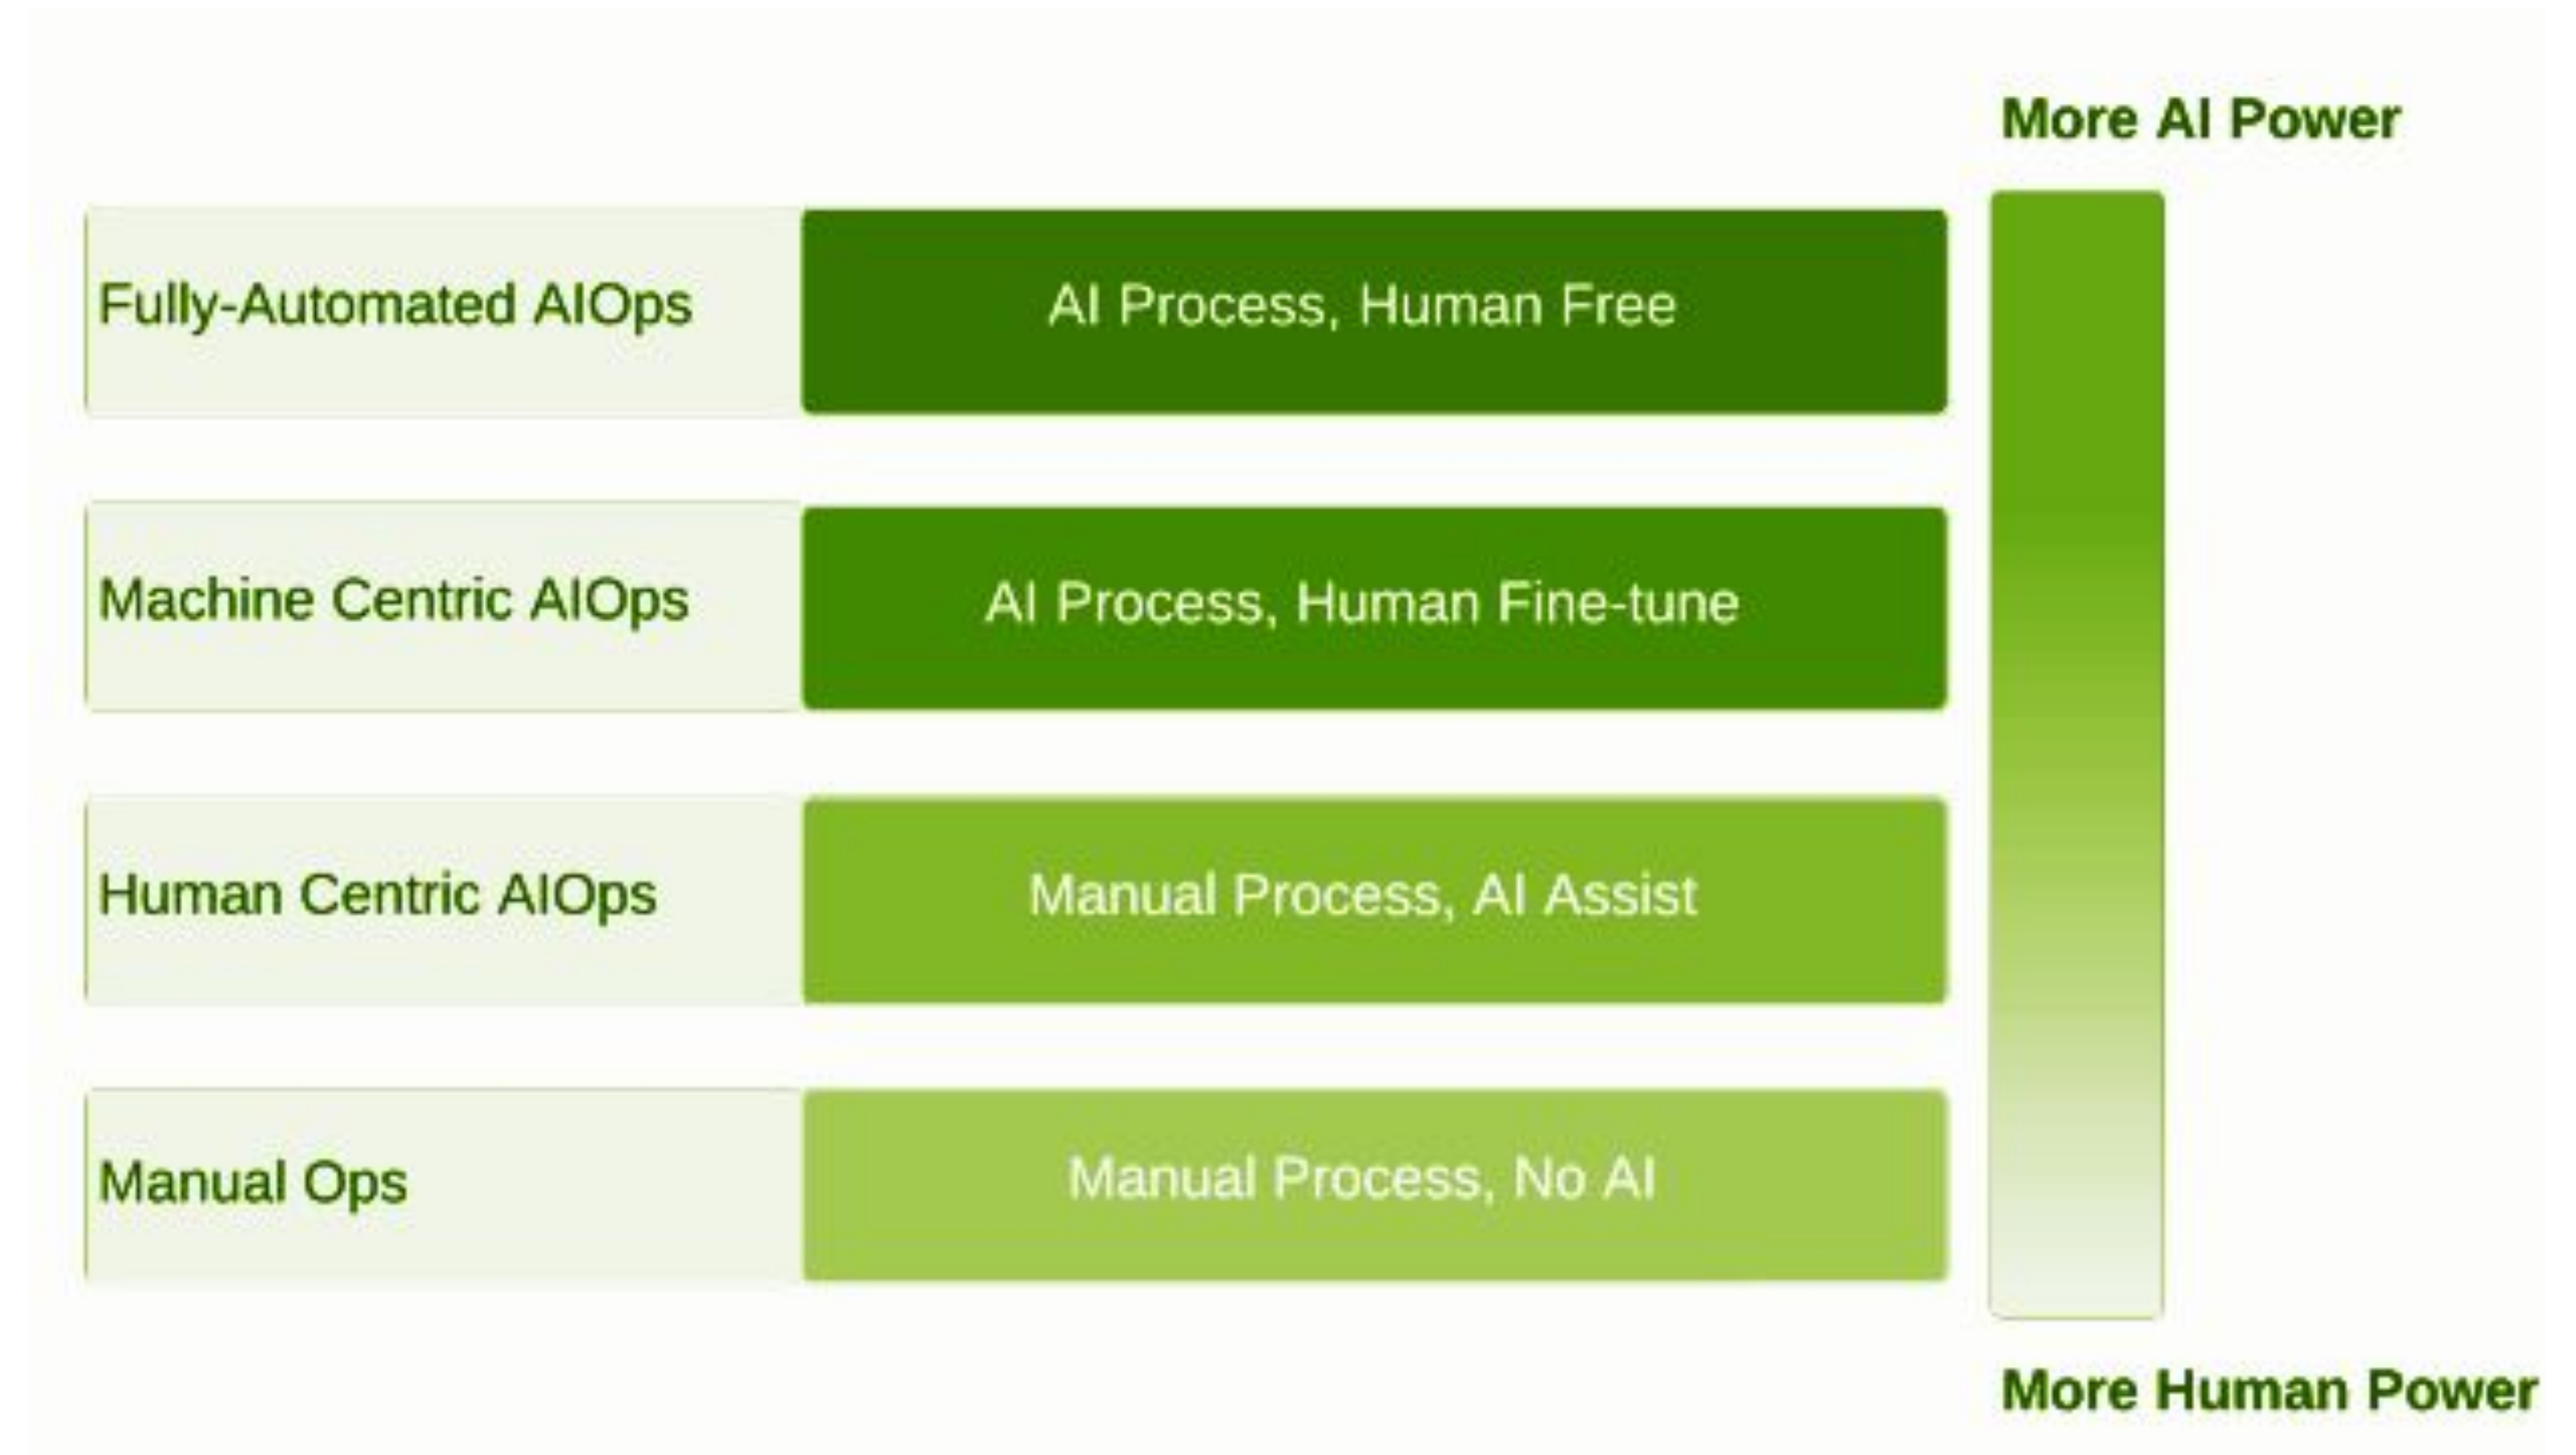 More AI Power
Fully-Automated AIOps
AI Process, Human Free
Machine Centric AIOps
AI Process, Human Fine-tune
Human Centric AIOps
Manual Process, AI Assist
Manual Ops
Manual Process, No AI
More Human Power